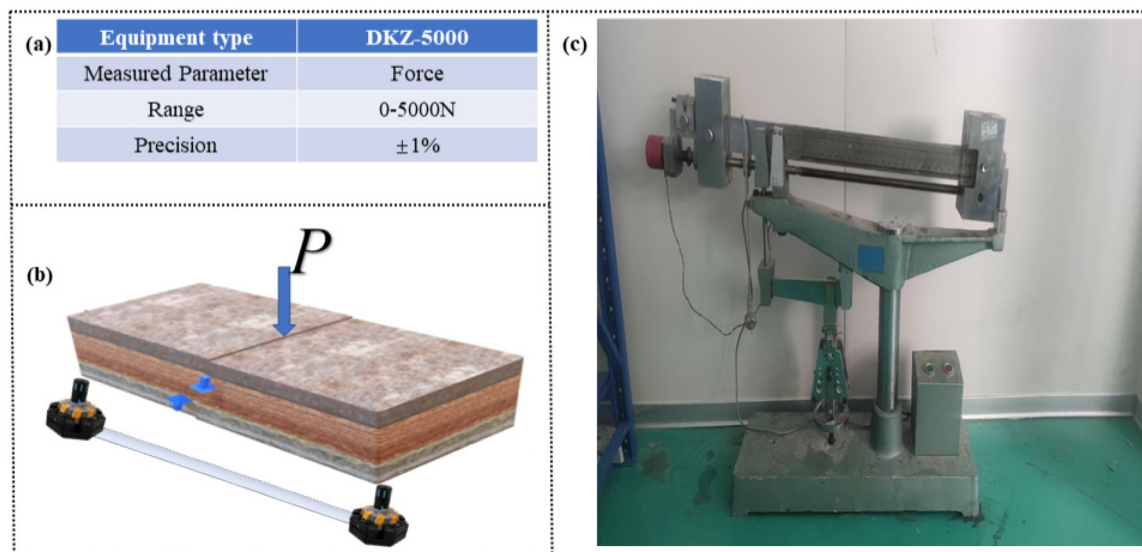 (a)
Equipment type DKZ-5000
Measured Parameter Force
Range 0-5000N
Precision ±1%
(b)
P
(c)